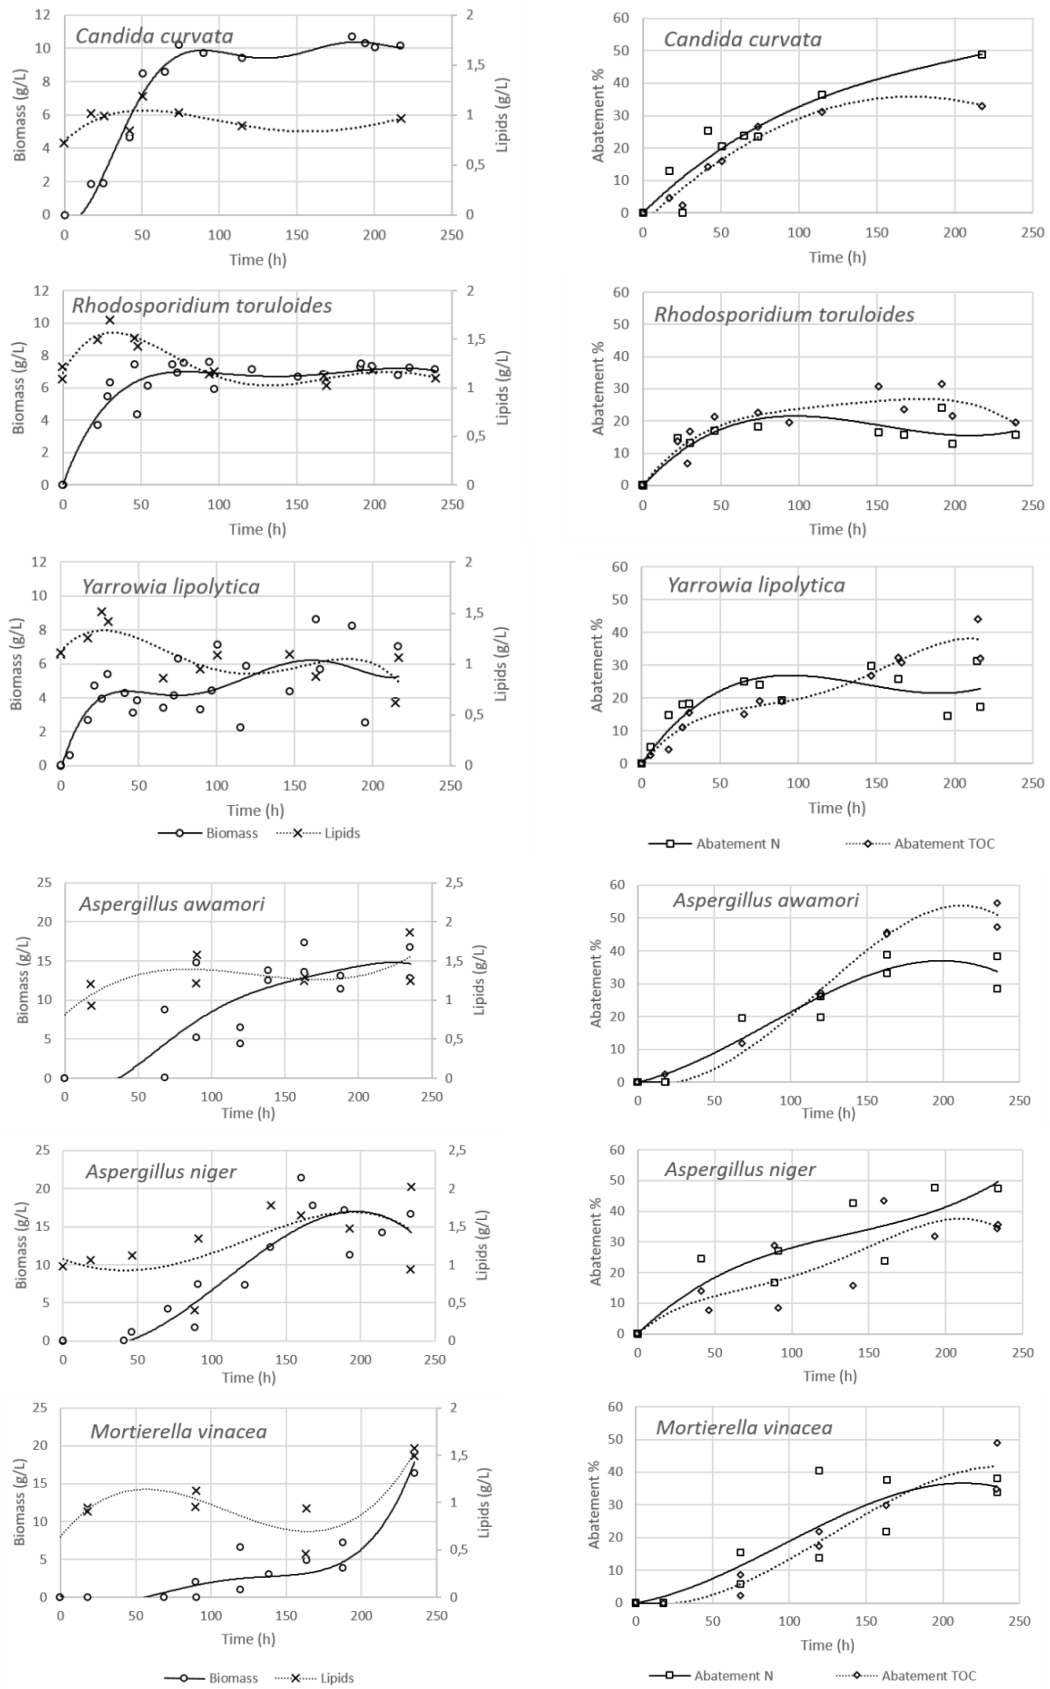 Candida curvata
Biomass (g/L)
12
10
8
6
4
2
0
2
1,5
1
0,5
0
Lipids (g/L)
0 50 100 150 200 250
Time (h)
Candida curvata
Abatement %
60
50
40
30
20
10
0
0 50 100 150 200 250
Time (h)
Rhodosporidium toruloides
Biomass (g/L)
12
10
8
6
4
2
0
2
1,5
1
0,5
0
Lipids (g/L)
0 50 100 150 200 250
Time (h)
Rhodosporidium toruloides
Abatement %
60
50
40
30
20
10
0
0 50 100 150 200 250
Time (h)
Yarrowia lipolytica
Biomass (g/L)
12
10
8
6
4
2
0
2
1,5
1
0,5
0
Lipids (g/L)
0 50 100 150 200 250
Time (h)
Biomass Lipids
Yarrowia lipolytica
Abatement %
60
50
40
30
20
10
0
0 50 100 150 200 250
Time (h)
Abatement N Abatement TOC
Aspergillus awamori
Biomass (g/L)
25
20
15
10
5
0
2,5
2
1,5
1
0,5
0
Lipids (g/L)
0 50 100 150 200 250
Time (h)
Aspergillus awamori
Abatement %
60
50
40
30
20
10
0
0 50 100 150 200 250
Time (h)
Aspergillus niger
Biomass (g/L)
25
20
15
10
5
0
2,5
2
1,5
1
0,5
0
Lipids (g/L)
0 50 100 150 200 250
Time (h)
Aspergillus niger
Abatement %
60
50
40
30
20
10
0
0 50 100 150 200 250
Time (h)
Mortierella vinacea
Biomass (g/L)
25
20
15
10
5
0
2
1,5
1
0,5
0
Lipids (g/L)
0 50 100 150 200 250
Time (h)
Biomass Lipids
Mortierella vinacea
Abatement %
60
50
40
30
20
10
0
0 50 100 150 200 250
Time (h)
Abatement N Abatement TOC